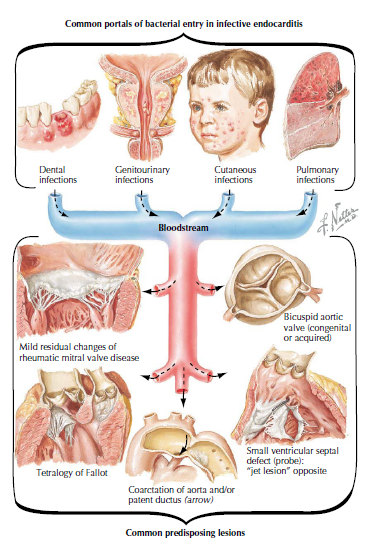 Common portals of bacterial entry in infective endocarditis
Dental
infections
Genitourinary
infections
Cutaneous
infections
Pulmonary
infections
Bloodstream
F. Netter
M.D.
Mild residual changes of
rheumatic mitral valve disease
Bicuspid aortic
valve (congenital
or acquired)
Tetralogy of Fallot
Coarctation of aorta and/or
patent ductus (arrow)
Small ventricular septal
defect (probe):
“jet lesion” opposite
Common predisposing lesions